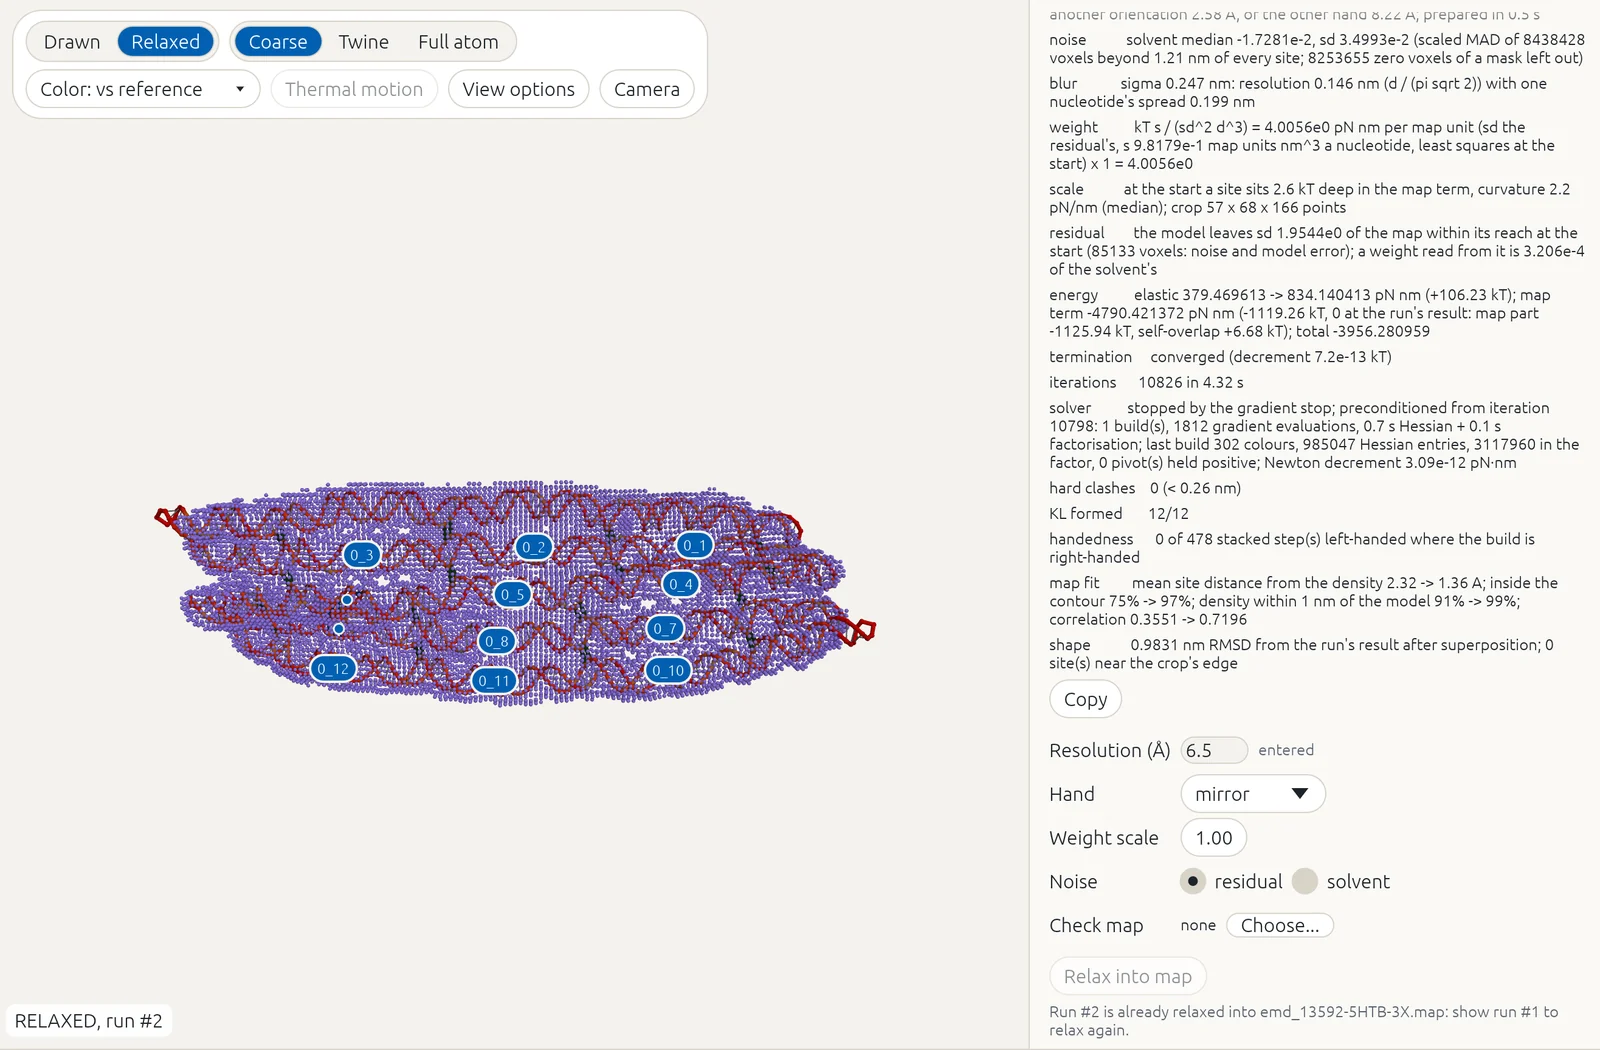 Drawn Relaxed Coarse Twine Full atom
Color: vs reference Thermal motion View options Camera
0_3
0_2
0_1
0_5
0_4
0_8
0_7
0_12
0_11
0_10
RELAXED, run #2
another orientation 2.58 A, or the other hand 8.22 A; prepared in 0.5 s
noise solvent median -1.7281e-2, sd 3.4993e-2 (scaled MAD of 8438428
voxels beyond 1.21 nm of every site; 8253655 zero voxels of a mask left out)
blur sigma 0.247 nm: resolution 0.146 nm (d / (pi sqrt 2)) with one
nucleotide's spread 0.199 nm
weight kT s / (sd^2 d^3) = 4.0056e0 pN nm per map unit (sd the
residual's, s 9.8179e-1 map units nm^3 a nucleotide, least squares at the
start) x 1 = 4.0056e0
scale at the start a site sits 2.6 kT deep in the map term, curvature 2.2
pN/nm (median); crop 57 x 68 x 166 points
residual the model leaves sd 1.9544e0 of the map within its reach at the
start (85133 voxels: noise and model error); a weight read from it is 3.206e-4
of the solvent's
energy elastic 379.469613 -> 834.140413 pN nm (+106.23 kT); map
term -4790.421372 pN nm (-1119.26 kT, 0 at the run's result: map part
-1125.94 kT, self-overlap +6.68 kT); total -3956.280959
termination converged (decrement 7.2e-13 kT)
iterations 10826 in 4.32 s
solver stopped by the gradient stop; preconditioned from iteration
10798: 1 build(s), 1812 gradient evaluations, 0.7 s Hessian + 0.1 s
factorisation; last build 302 colours, 985047 Hessian entries, 3117960 in the
factor, 0 pivot(s) held positive; Newton decrement 3.09e-12 pN·nm
hard clashes 0 (< 0.26 nm)
KL formed 12/12
handedness 0 of 478 stacked step(s) left-handed where the build is
right-handed
map fit mean site distance from the density 2.32 -> 1.36 A; inside the
contour 75% -> 97%; density within 1 nm of the model 91% -> 99%;
correlation 0.3551 -> 0.7196
shape 0.9831 nm RMSD from the run's result after superposition; 0
site(s) near the crop's edge
Copy
Resolution (Å) 6.5 entered
Hand mirror
Weight scale 1.00
Noise residual solvent
Check map none Choose...
Relax into map
Run #2 is already relaxed into emd_13592-5HTB-3X.map: show run #1 to
relax again.